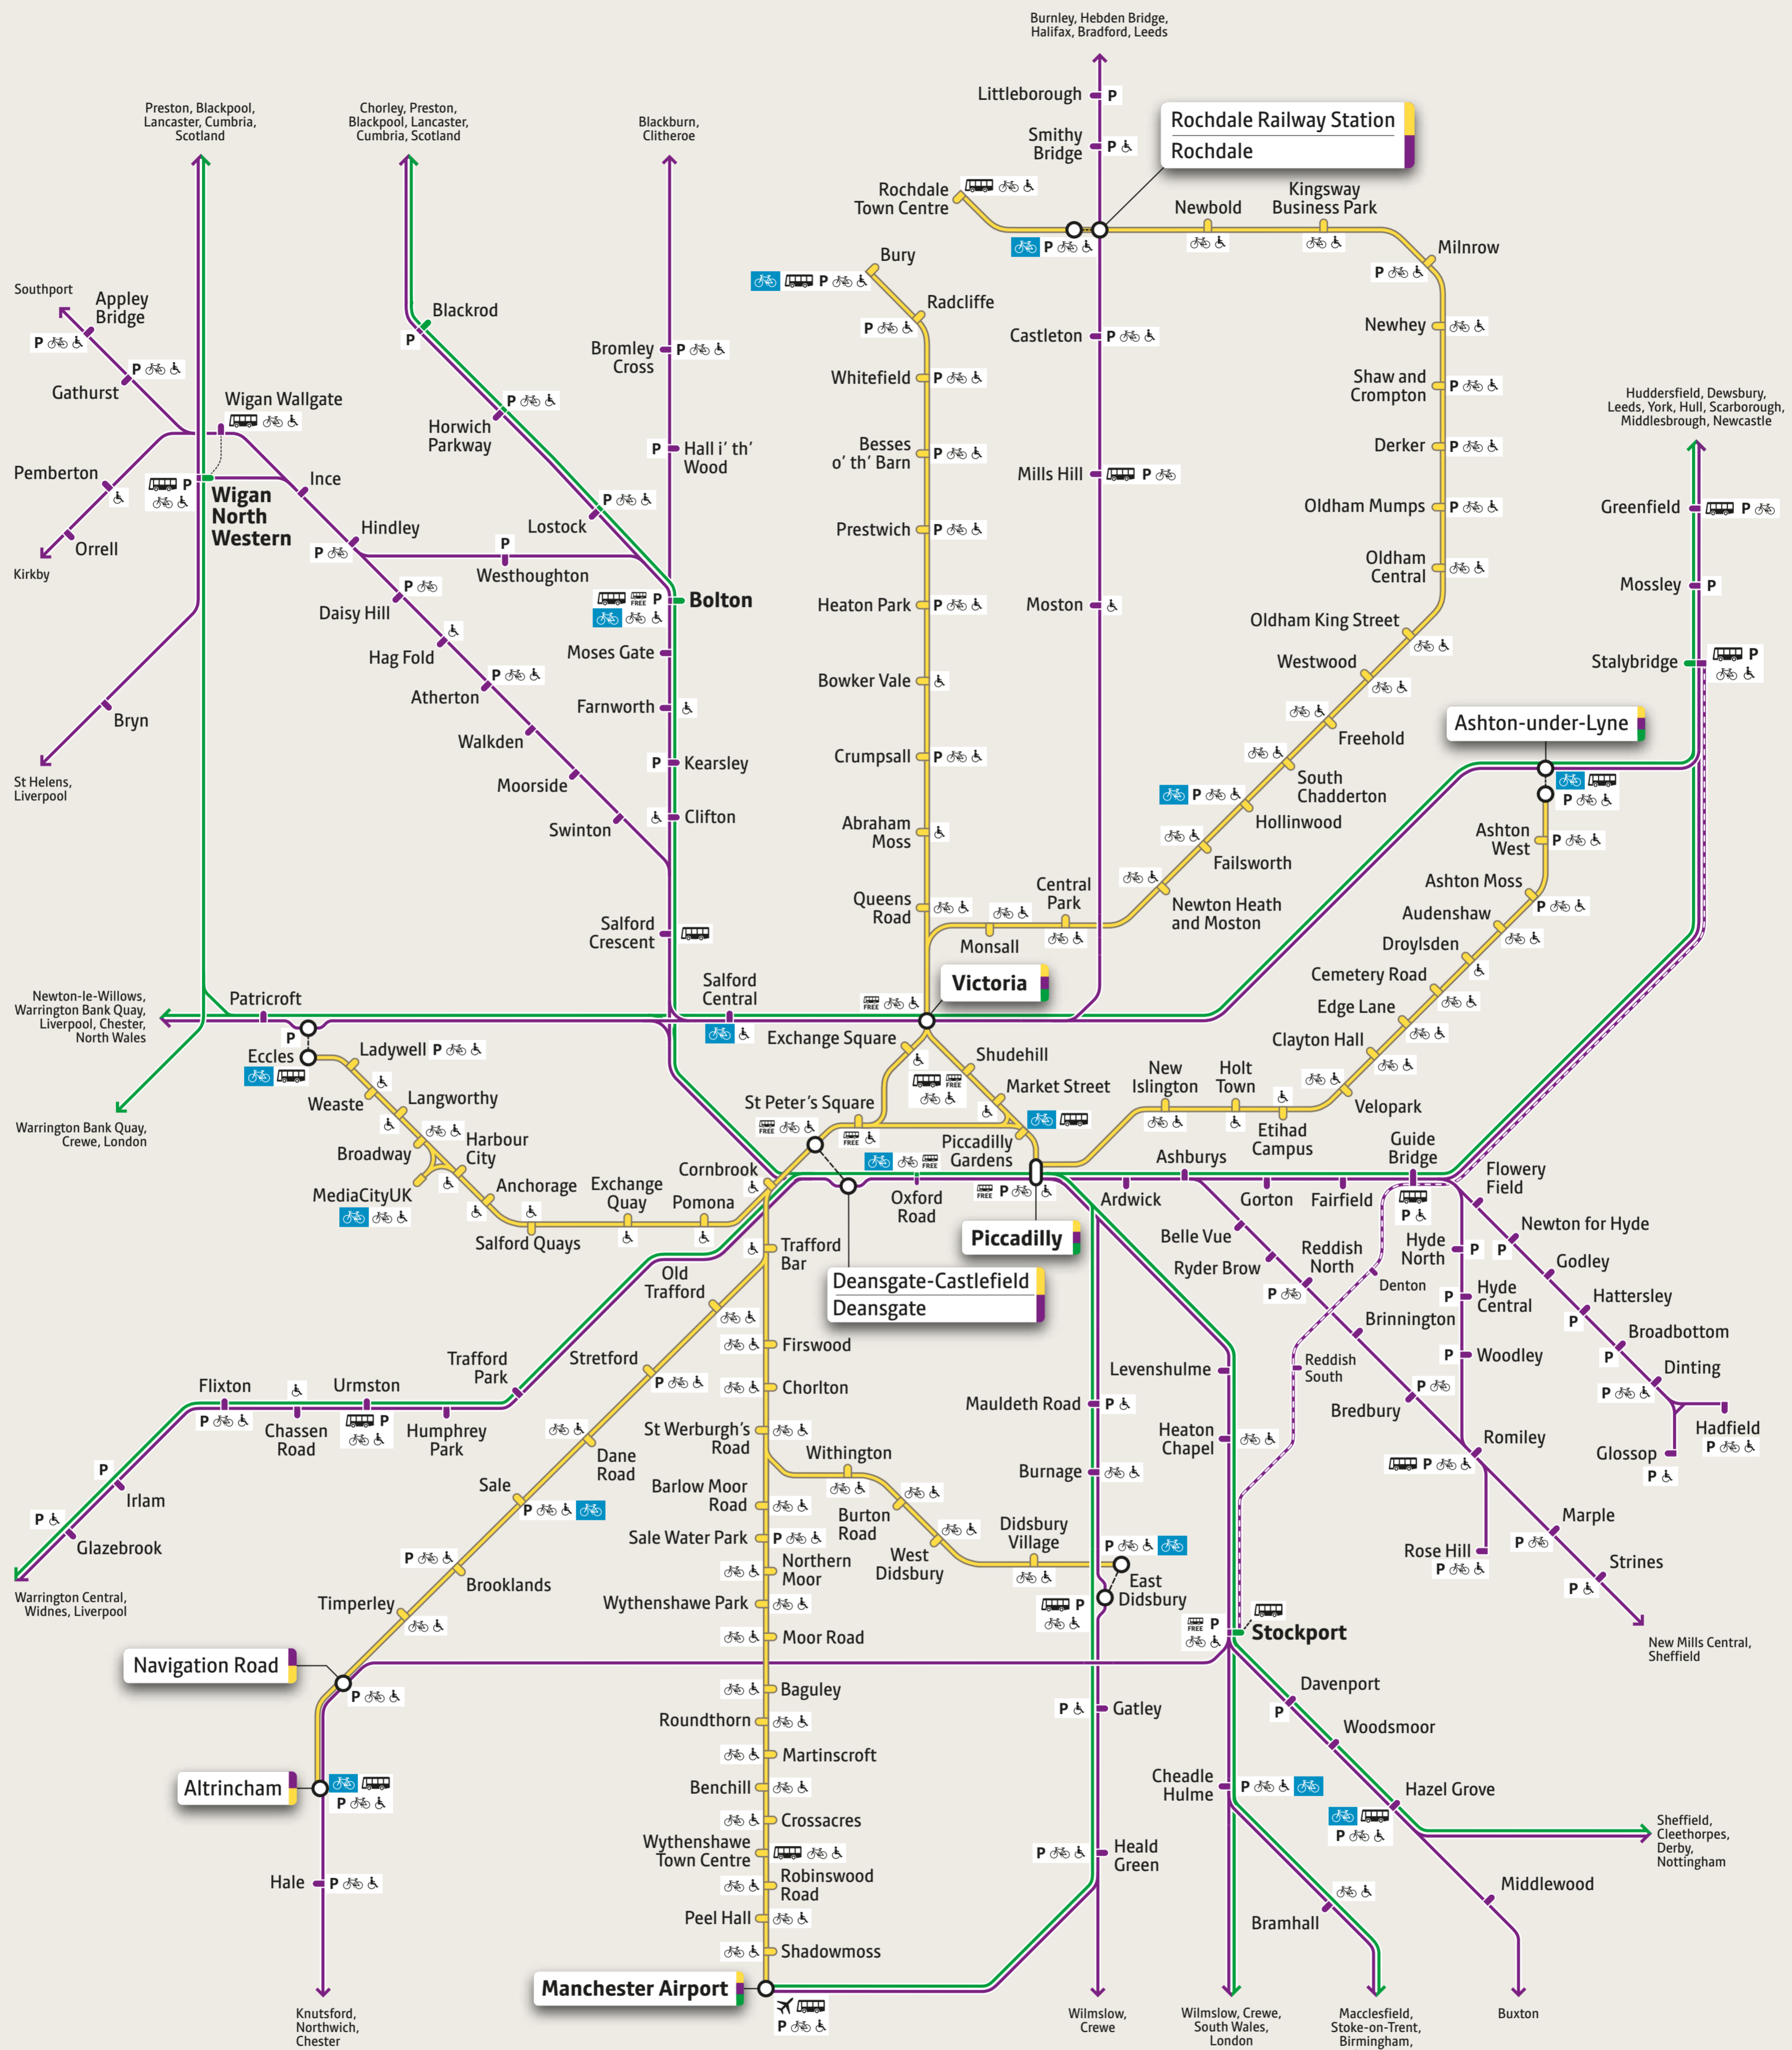 Burnley, Hebden Bridge,
Halifax, Bradford, Leeds
Preston, Blackpool,
Lancaster, Cumbria,
Scotland
Chorley, Preston,
Blackpool, Lancaster,
Cumbria, Scotland
Blackburn,
Clitheroe
Littleborough
P
Smithy
Bridge
P
Rochdale Railway Station
Rochdale
Rochdale
Town Centre
P
Newbold
Kingsway
Business Park
Milnrow
P
Bury
P
Radcliffe
P
Southport
Appley
Bridge
P
Gathurst
P
Blackrod
P
Bromley
Cross
P
Castleton
P
Newhey
Whitefield
P
Shaw and
Crompton
P
Wigan Wallgate
Horwich
Parkway
P
Hall i' th'
Wood
P
Besses
o' th' Barn
P
Mills Hill
P
Derker
P
Huddersfield, Dewsbury,
Leeds, York, Hull, Scarborough,
Middlesbrough, Newcastle
Pemberton
P
Wigan
North
Western
Ince
Orrell
Kirkby
Hindley
P
Lostock
P
Prestwich
P
Oldham Mumps
P
Greenfield
P
P
Westhoughton
Oldham
Central
Mossley
P
Daisy Hill
P
FREE
P
Bolton
Heaton Park
P
Moston
Oldham King Street
Hag Fold
Moses Gate
Westwood
Stalybridge
P
Atherton
P
Farnworth
Bowker Vale
Freehold
Ashton-under-Lyne
Bryn
Walkden
Kearsley
P
Crumpsall
P
South
Chadderton
P
St Helens,
Liverpool
Moorside
Clifton
P
Hollinwood
Swinton
Abraham
Moss
Failsworth
Ashton
West
P
Ashton Moss
P
Salford
Crescent
Queens
Road
Central
Park
Monsall
Newton Heath
and Moston
Audenshaw
Droylsden
Cemetery Road
Edge Lane
Clayton Hall
Velopark
Newton-le-Willows,
Warrington Bank Quay,
Liverpool, Chester,
North Wales
Patricroft
P
Salford
Central
Victoria
FREE
Eccles
Ladywell
P
Exchange Square
Shudehill
FREE
Market Street
New
Islington
Holt
Town
Etihad
Campus
Weaste
Langworthy
Warrington Bank Quay,
Crewe, London
Broadway
Harbour
City
MediaCityUK
Anchorage
Salford Quays
Exchange
Quay
Pomona
Cornbrook
St Peter's Square
FREE
FREE
Piccadilly
Gardens
FREE
Oxford
Road
FREE
P
Piccadilly
Ardwick
Ashburys
Gorton
Fairfield
Guide
Bridge
P
Flowery
Field
Deansgate-Castlefield
Deansgate
Trafford
Bar
Old
Trafford
Belle Vue
Ryder Brow
Reddish
North
P
Denton
Hyde
North
P
Newton for Hyde
P
Godley
Hyde
Central
P
Hattersley
P
Brinnington
Broadbottom
P
Woodley
P
Dinting
P
Firswood
Stretford
P
Chorlton
Levenshulme
Reddish
South
Trafford
Park
Flixton
P
Chassen
Road
Urmston
P
Humphrey
Park
St Werburgh's
Road
Mauldeth Road
P
Bredbury
P
Hadfield
P
Glossop
P
Dane
Road
Withington
Heaton
Chapel
Romiley
P
Irlam
P
Sale
P
Barlow Moor
Road
Burton
Road
Burnage
Glazebrook
P
Sale Water Park
P
West
Didsbury
Didsbury
Village
P
East
Didsbury
P
Marple
P
Rose Hill
P
Strines
P
Warrington Central,
Widnes, Liverpool
Brooklands
P
Northern
Moor
Timperley
Wythenshawe Park
Moor Road
FREE
P
Stockport
New Mills Central,
Sheffield
Navigation Road
P
Baguley
Roundthorn
Gatley
P
Davenport
P
Woodsmoor
Martinscroft
Altrincham
P
Benchill
Cheadle
Hulme
P
Hazel Grove
P
Crossacres
Sheffield,
Cleethorpes,
Derby,
Nottingham
Wythenshawe
Town Centre
Heald
Green
P
Hale
P
Robinswood
Road
Bramhall
Middlewood
Peel Hall
Shadowmoss
Manchester Airport
P
Knutsford,
Northwich,
Chester
Wilmslow,
Crewe
Wilmslow, Crewe,
South Wales,
London
Macclesfield,
Stoke-on-Trent,
Birmingham,
Buxton